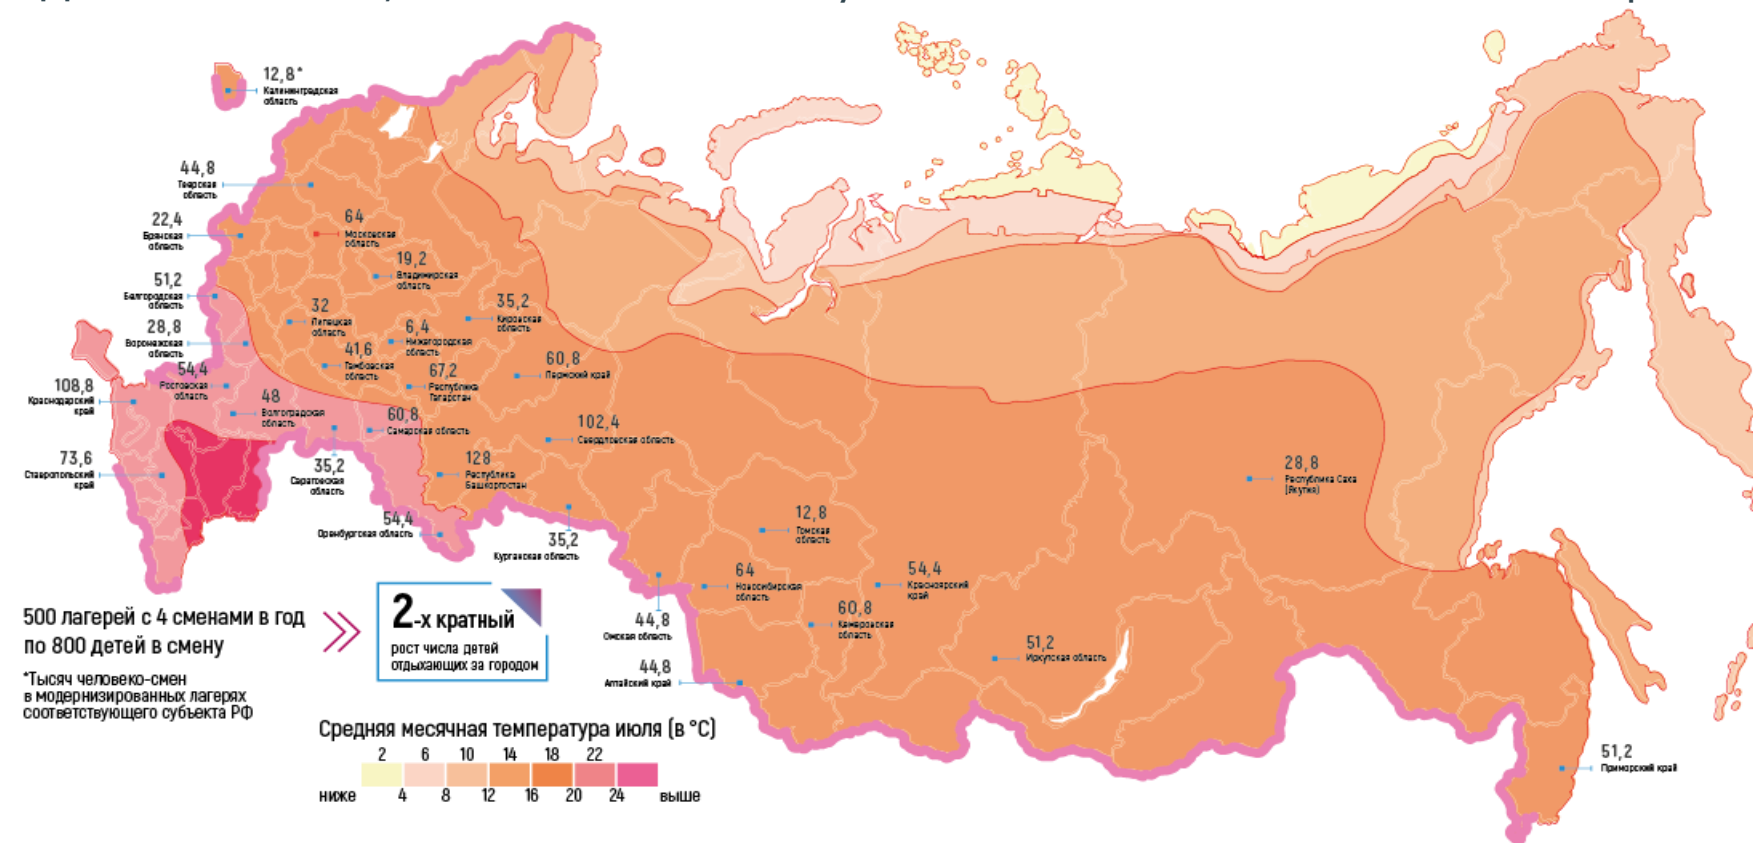 12,8*
Калининградская
область
44,8
Тверская
область
22,4
Брянская
область
64
Московская
область
19,2
Владимирская
область
51,2
Белгородская
область
32
Липецкая
область
35,2
Кировская
область
28,8
Воронежская
область
6,4
Нижегородская
область
41,6
Тамбовская
область
54,4
Ростовская
область
67,2
Республика
Татарстан
60,8
Пермский край
108,8
Краснодарский
край
48
Волгоградская
область
60,8
Самарская область
102,4
Свердловская область
73,6
Ставропольский
край
35,2
Саратовская
область
128
Республика
Башкортостан
28,8
Республика Саха
(Якутия)
54,4
Оренбургская область
35,2
Курганская область
12,8
Томская
область
64
Новосибирская
область
54,4
Красноярский
край
60,8
Кемеровская
область
44,8
Омская область
51,2
Иркутская область
44,8
Алтайский край
51,2
Приморский край
500 лагерей с 4 сменами в год
по 800 детей в смену
2-х кратный
рост числа детей
отдыхающих за городом
*Тысяч человеко-смен
в модернизированных лагерях
соответствующего субъекта РФ
Средняя месячная температура июля (в °C)
2 6 10 14 18 22
ниже 4 8 12 16 20 24 выше